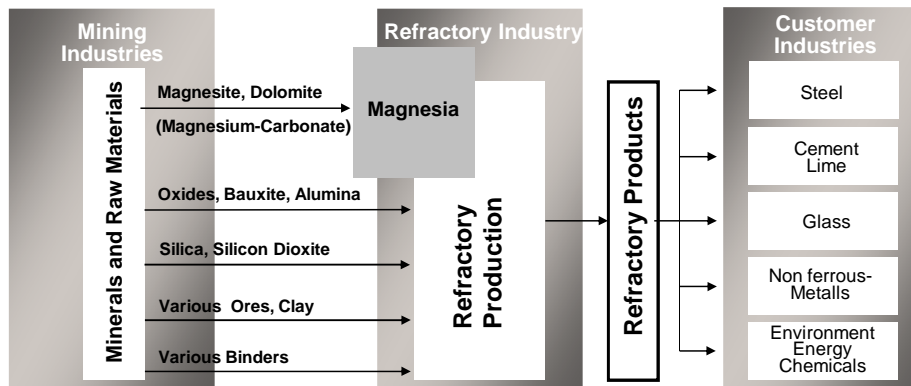 Mining
Industries
Refractory Industry
Customer
Industries
Minerals and Raw Materials
Magnesite, Dolomite
(Magnesium-Carbonate)
Oxides, Bauxite, Alumina
Silica, Silicon Dioxite
Various Ores, Clay
Various Binders
Magnesia
Refractory
Production
Refractory Products
Steel
Cement
Lime
Glass
Non ferrous-
Metalls
Environment
Energy
Chemicals